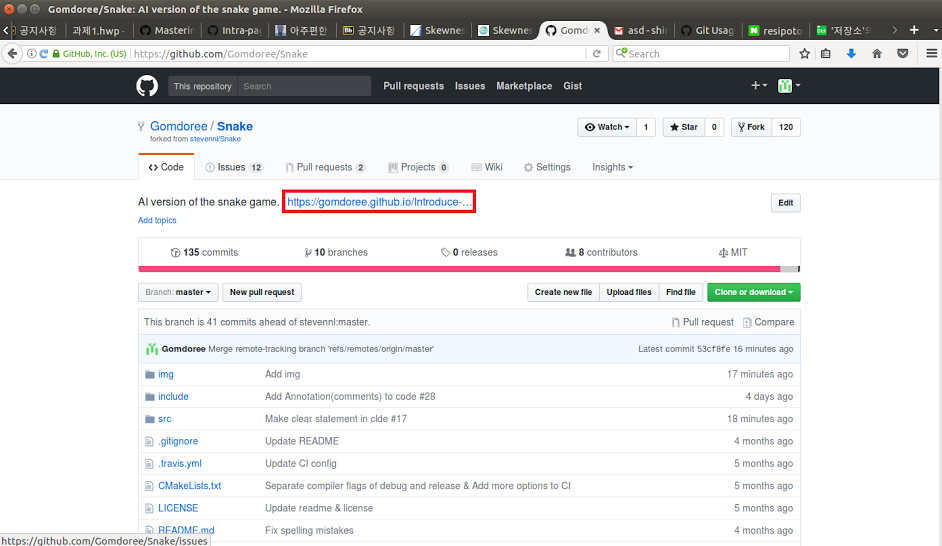 Gomdoree/Snake: AI version of the snake game. - Mozilla Firefox
공지사항 과제1.hwp - Masterin Intra-pag 아주편한 공지사항 Skewnes Skewnes Gomd asd - shin Git Usag resipoto '저장소'S
GitHub, Inc. (US) https://github.com/Gomdoree/Snake Search
This repository Search Pull requests Issues Marketplace Gist
Gomdoree / Snake Watch 1 Star 0 Fork 120
forked from stevennl/Snake
Code Issues 12 Pull requests 2 Projects 0 Wiki Settings Insights
AI version of the snake game. https://gomdoree.github.io/Introduce-... Edit
Add topics
135 commits 10 branches 0 releases 8 contributors MIT
Branch: master New pull request Create new file Upload files Find file Clone or download
This branch is 41 commits ahead of stevennl:master. Pull request Compare
Gomdoree Merge remote-tracking branch 'refs/remotes/origin/master' Latest commit 53cf8fe 16 minutes ago
img Add img 17 minutes ago
include Add Annotation(comments) to code #28 4 days ago
src Make clear statement in clde #17 18 minutes ago
.gitignore Update README 4 months ago
.travis.yml Update CI config 5 months ago
CMakeLists.txt Separate compiler flags of debug and release & Add more options to CI 5 months ago
LICENSE Update readme & license 5 months ago
README.md Fix spelling mistakes 4 months ago
https://github.com/Gomdoree/Snake/issues